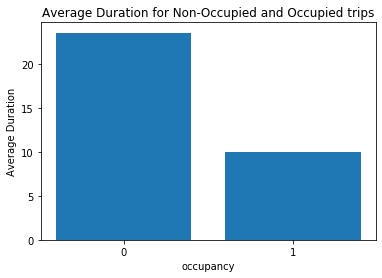 Average Duration for Non-Occupied and Occupied trips
Average Duration
20
15
10
5
0
0 1
occupancy